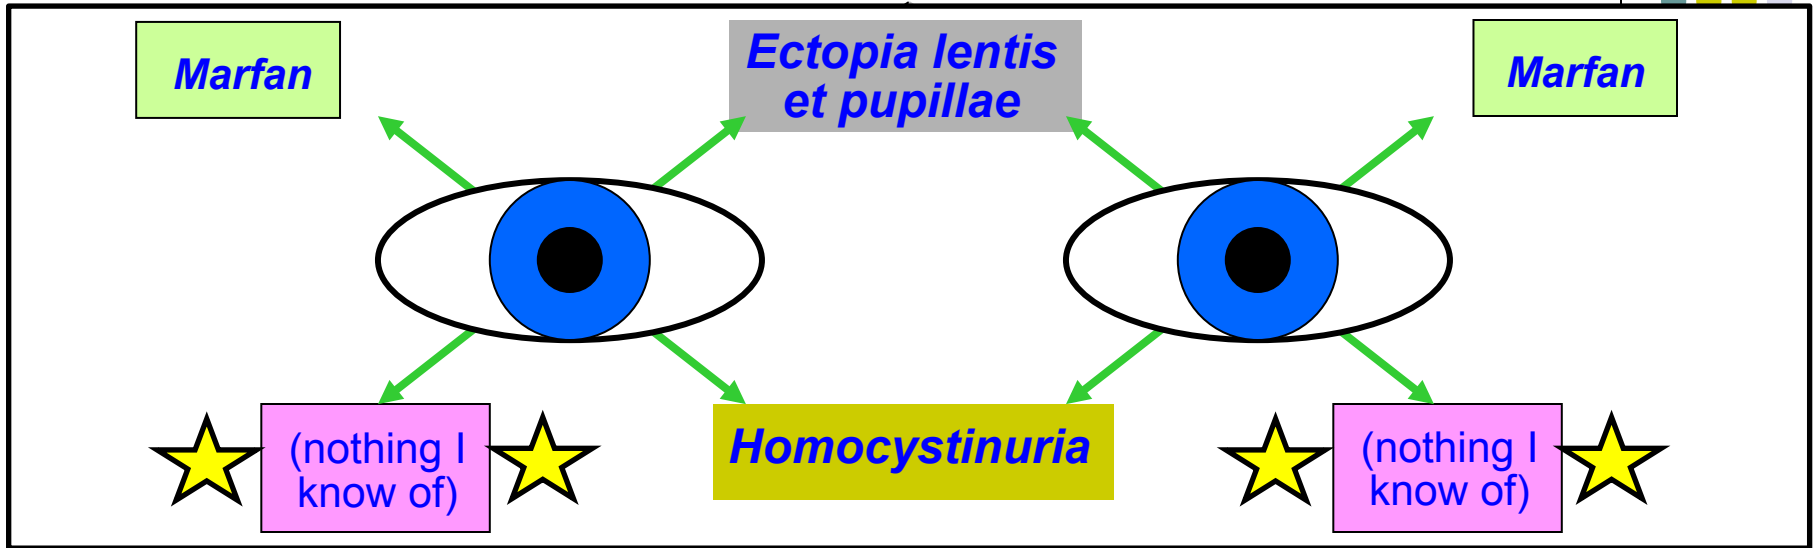 Marfan
Ectopia lentis
et pupillae
Marfan
(nothing I
know of)
Homocystinuria
(nothing I
know of)